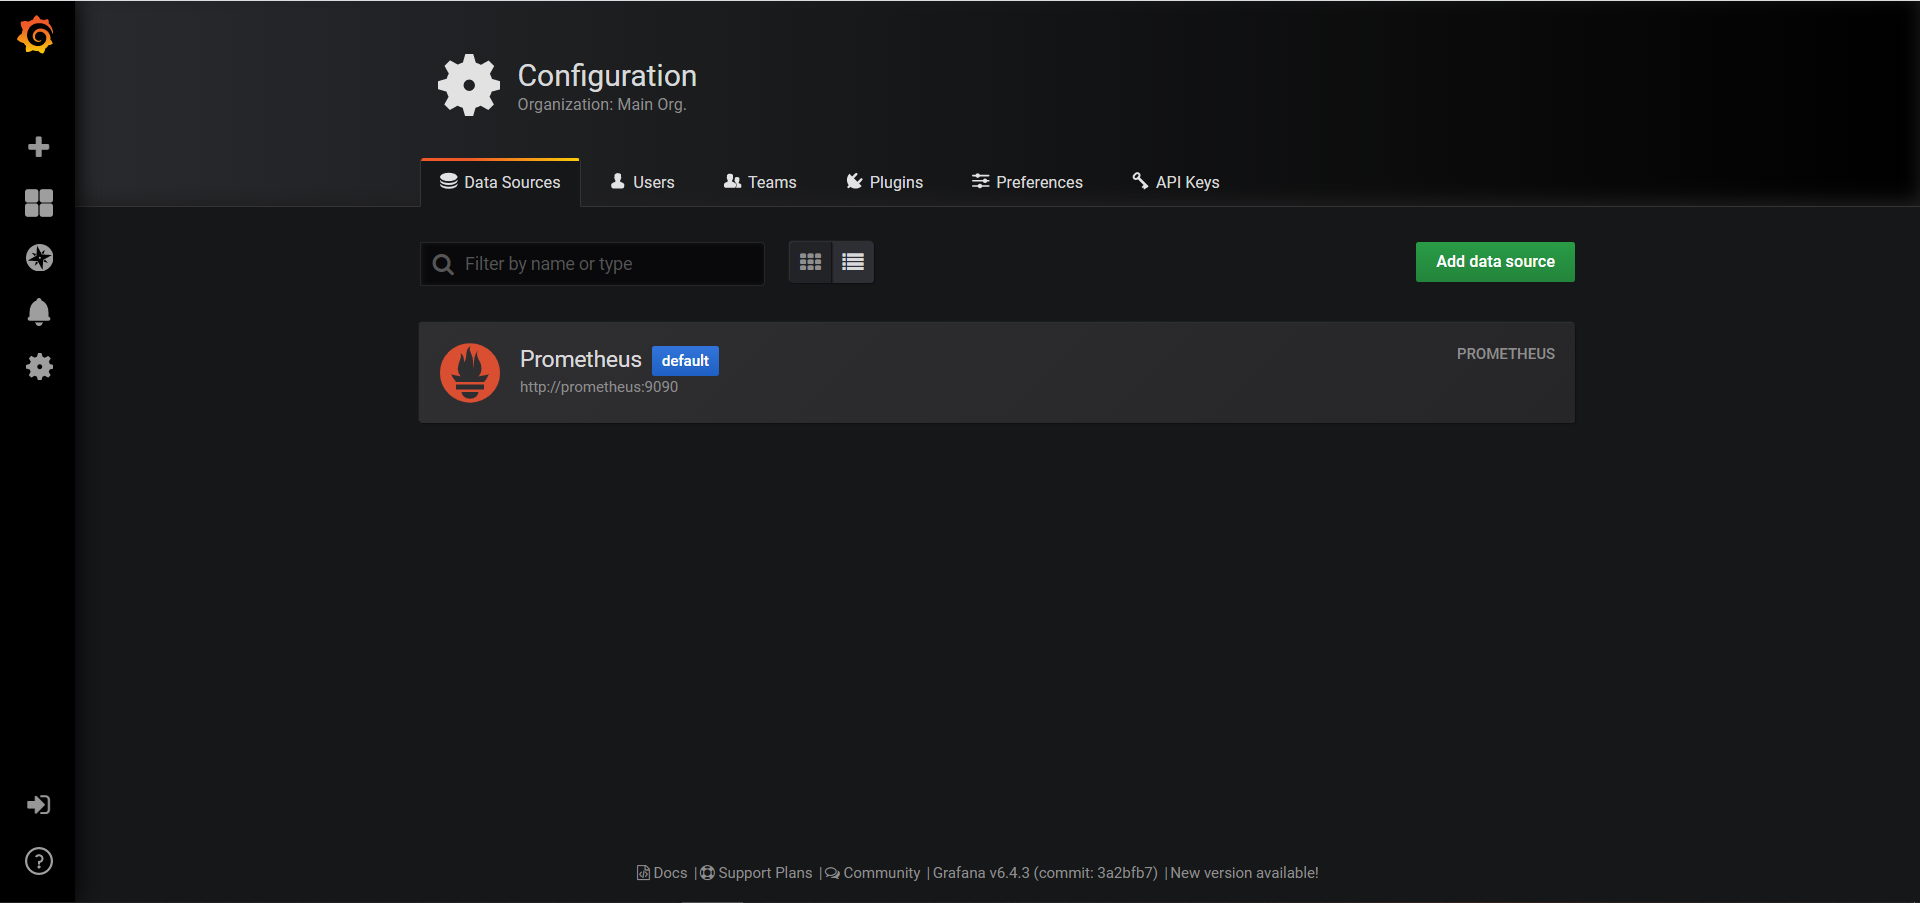 Configuration
Organization: Main Org.
Data Sources Users Teams Plugins Preferences API Keys
Filter by name or type Add data source
Prometheus default PROMETHEUS
http://prometheus:9090
Docs | Support Plans | Community | Grafana v6.4.3 (commit: 3a2bfb7) | New version available!